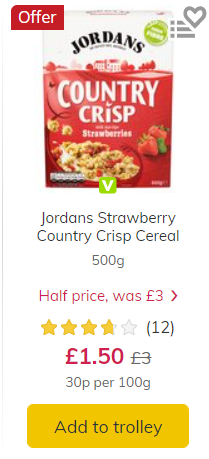 Offer
JORDANS
COUNTRY
CRISP
Strawberries
500g
V
Jordans Strawberry
Country Crisp Cereal
500g
Half price, was £3
(12)
£1.50 £3
30p per 100g
Add to trolley